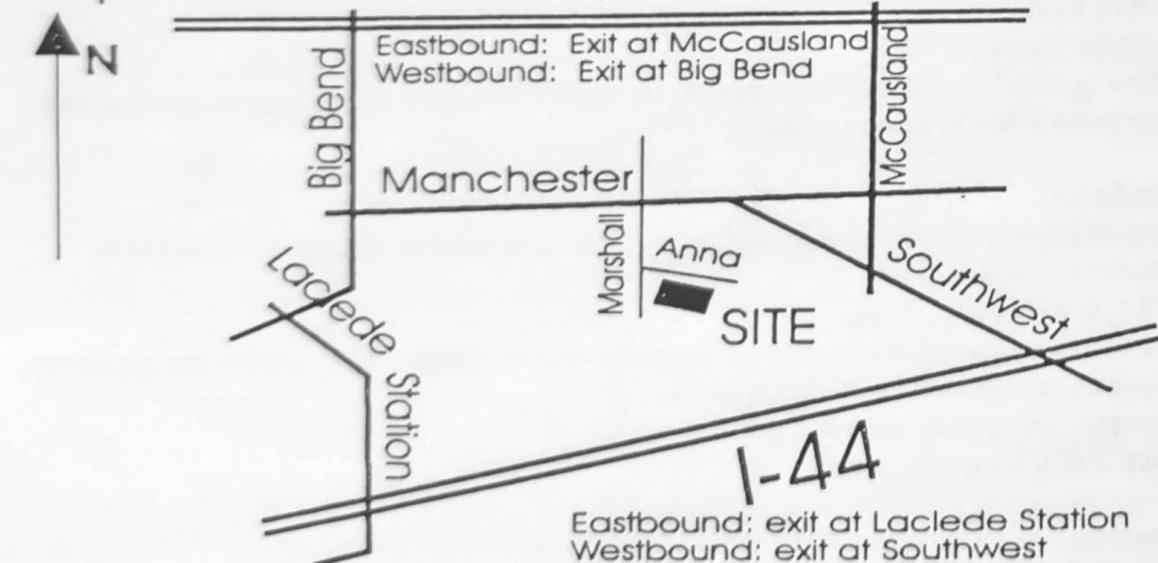 N
Big Bend
Eastbound: Exit at McCausland
Westbound: Exit at Big Bend
McCausland
Manchester
Marshall
Anna
SITE
Southwest
Laclede
Station
I-44
Eastbound: exit at Laclede Station
Westbound: exit at Southwest